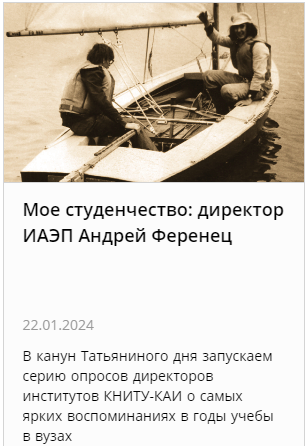 Мое студенчество: директор
ИАЭП Андрей Ференец
22.01.2024
В канун Татьяниного дня запускаем
серию опросов директоров
институтов КНИТУ-КАИ о самых
ярких воспоминаниях в годы учебы
в вузах